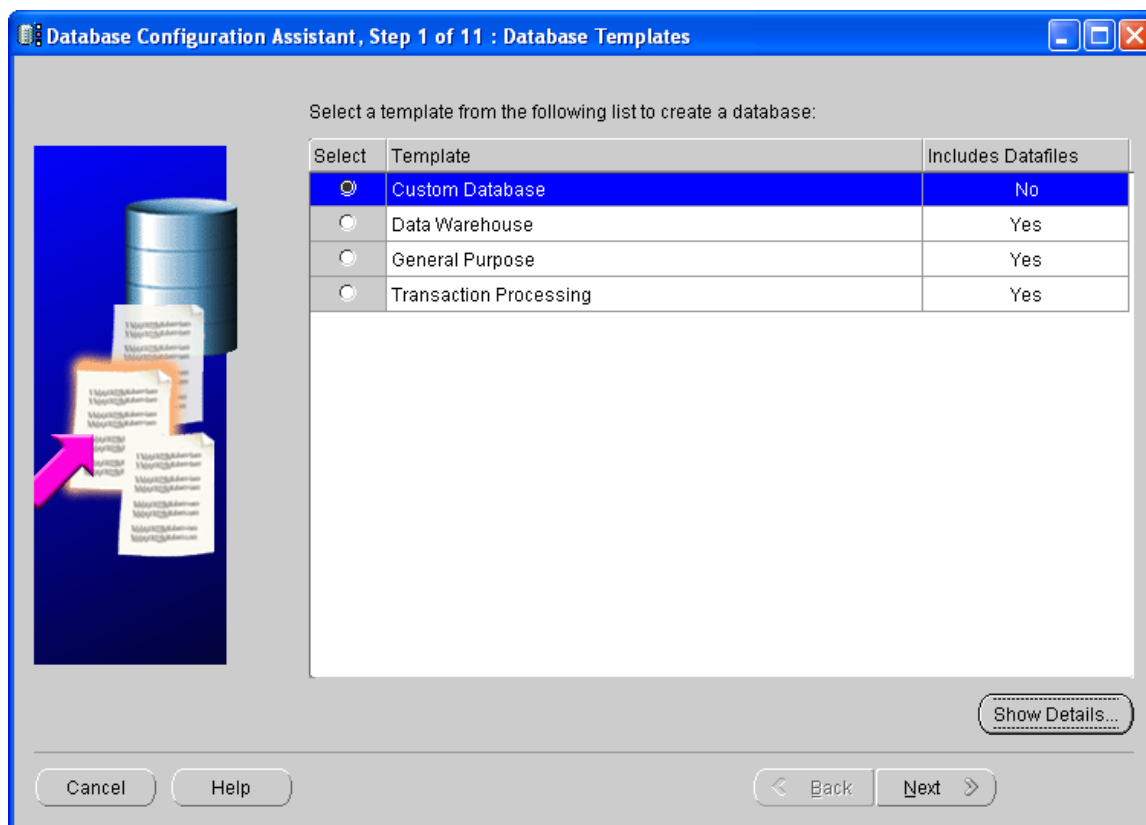 Database Configuration Assistant, Step 1 of 11 : Database Templates
Select a template from the following list to create a database:
Select Template Includes Datafiles
Custom Database No
Data Warehouse Yes
General Purpose Yes
Transaction Processing Yes
Show Details...
Cancel Help Back Next